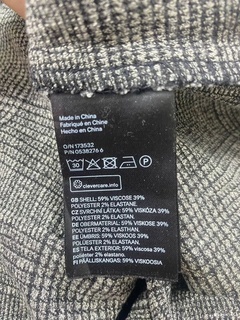 Made in China
Fabriqué en Chine
Hecho en China
O/N 173532
P/N 0538276 6
30
P
clevercare.info
GB SHELL: 59% VISCOSE 39%
POLYESTER 2% ELASTANE.
CZ SVRCHNÍ LÁTKA: 59% VISKÓZA 39%
POLYESTER 2% ELASTAN.
DE OBERMATERIAL: 59% VISKOSE 39%
POLYESTER 2% ELASTHAN.
EE ÜMBRIS: 59% VISKOOS 39%
POLÜESTER 2% ELASTAAN.
ES TELA EXTERIOR: 59% viscosa 39%
poliéster 2% elastano.
FI PÄÄLLISKANGAS: 59% VISKOOSIA